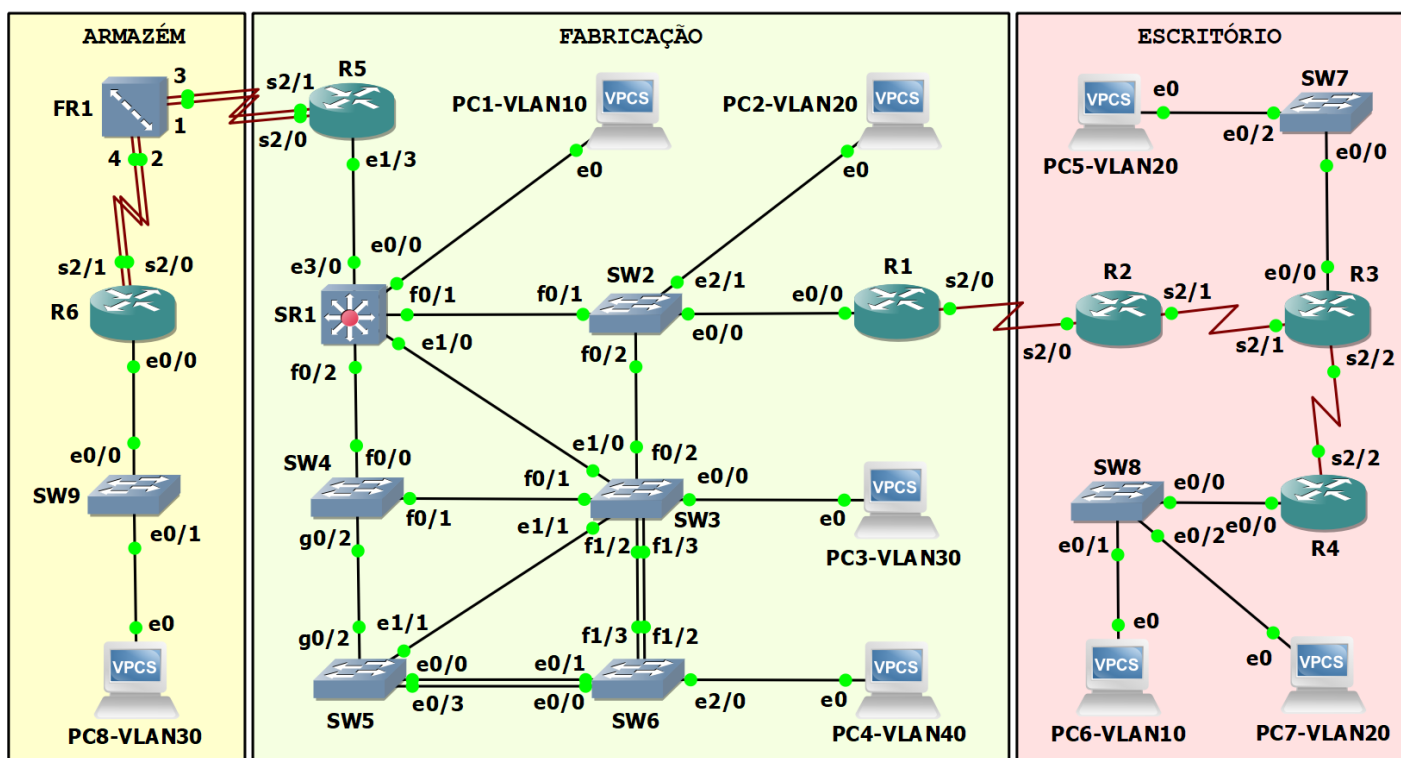 ARMAZÉM
FR1
3
1
4
2
s2/1
s2/0
R6
e0/0
e0/0
SW9
e0/1
e0
VPCS
PC8-VLAN30
FABRICAÇÃO
s2/1
R5
s2/0
e1/3
PC1-VLAN10
VPCS
e0
PC2-VLAN20
VPCS
e0
e0/0
e3/0
SR1
f0/1
f0/1
SW2
e2/1
e0/0
R1
e0/0
s2/0
e1/0
f0/2
f0/2
f0/0
SW4
f0/1
g0/2
e1/0
f0/2
f0/1
e0/0
SW3
e1/1
f1/2
f1/3
e0
VPCS
PC3-VLAN30
g0/2
e1/1
SW5
e0/0
e0/3
e0/1
e0/0
f1/3
f1/2
SW6
e2/0
e0
VPCS
PC4-VLAN40
ESCRITÓRIO
VPCS
e0
PC5-VLAN20
SW7
e0/2
e0/0
R2
s2/0
s2/1
e0/0
R3
s2/1
s2/2
s2/2
R4
e0/0
SW8
e0/0
e0/1
e0/2
e0
VPCS
PC6-VLAN10
e0
VPCS
PC7-VLAN20